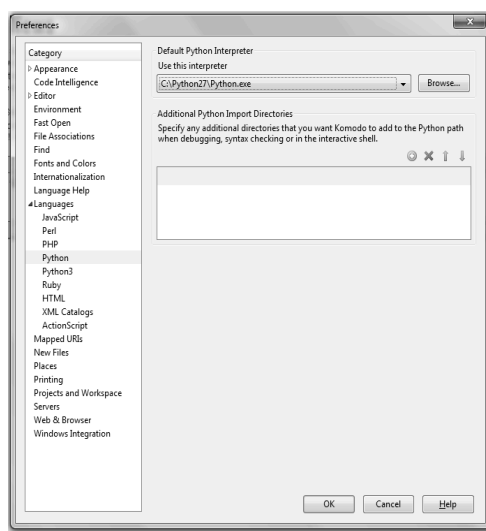 Preferences
x
Category
Appearance
Code Intelligence
Editor
Environment
Fast Open
File Associations
Find
Fonts and Colors
Internationalization
Language Help
Languages
JavaScript
Perl
PHP
Python
Python3
Ruby
HTML
XML Catalogs
ActionScript
Mapped URIs
New Files
Places
Printing
Projects and Workspace
Servers
Web & Browser
Windows Integration
Default Python Interpreter
Use this interpreter
C:\Python27\Python.exe
Browse...
Additional Python Import Directories
Specify any additional directories that you want Komodo to add to the Python path
when debugging, syntax checking or in the interactive shell.
OK
Cancel
Help